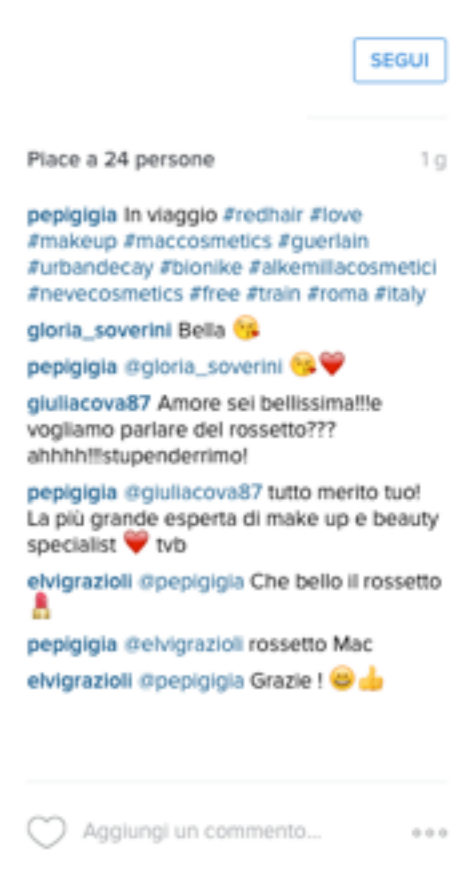 SEGUI
Piace a 24 persone 1 g
pepigigia In viaggio #redhair #love
#makeup #maccosmetics #guerlain
#urbandecay #bionike #alkemillacosmetici
#nevecosmetics #free #train #roma #italy
gloria_soverini Bella 😘
pepigigia @gloria_soverini 😘❤️
giuliacova87 Amore sei bellissima!!!e
vogliamo parlare del rossetto???
ahhhh!!!stupenderrimo!
pepigigia @giuliacova87 tutto merito tuo!
La più grande esperta di make up e beauty
specialist ❤️ tvb
elvigrazioli @pepigigia Che bello il rossetto
💄
pepigigia @elvigrazioli rossetto Mac
elvigrazioli @pepigigia Grazie ! 😄👍
Aggiungi un commento...